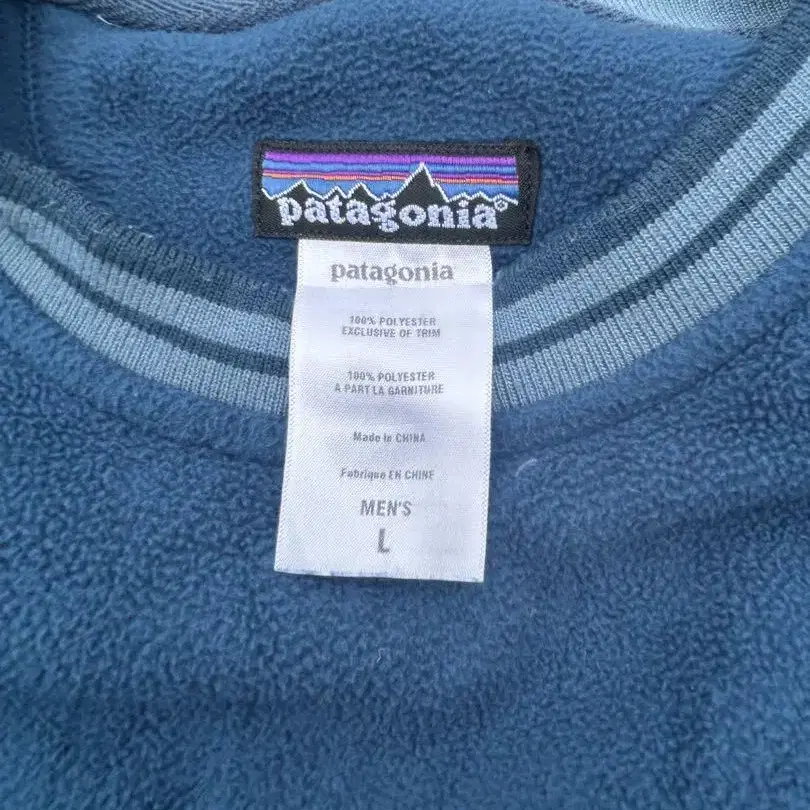 patagonia®
patagonia
100% POLYESTER
EXCLUSIVE OF TRIM
100% POLYESTER
A PART LA GARNITURE
Made in CHINA
Fabriqué EN CHINE
MEN'S
L